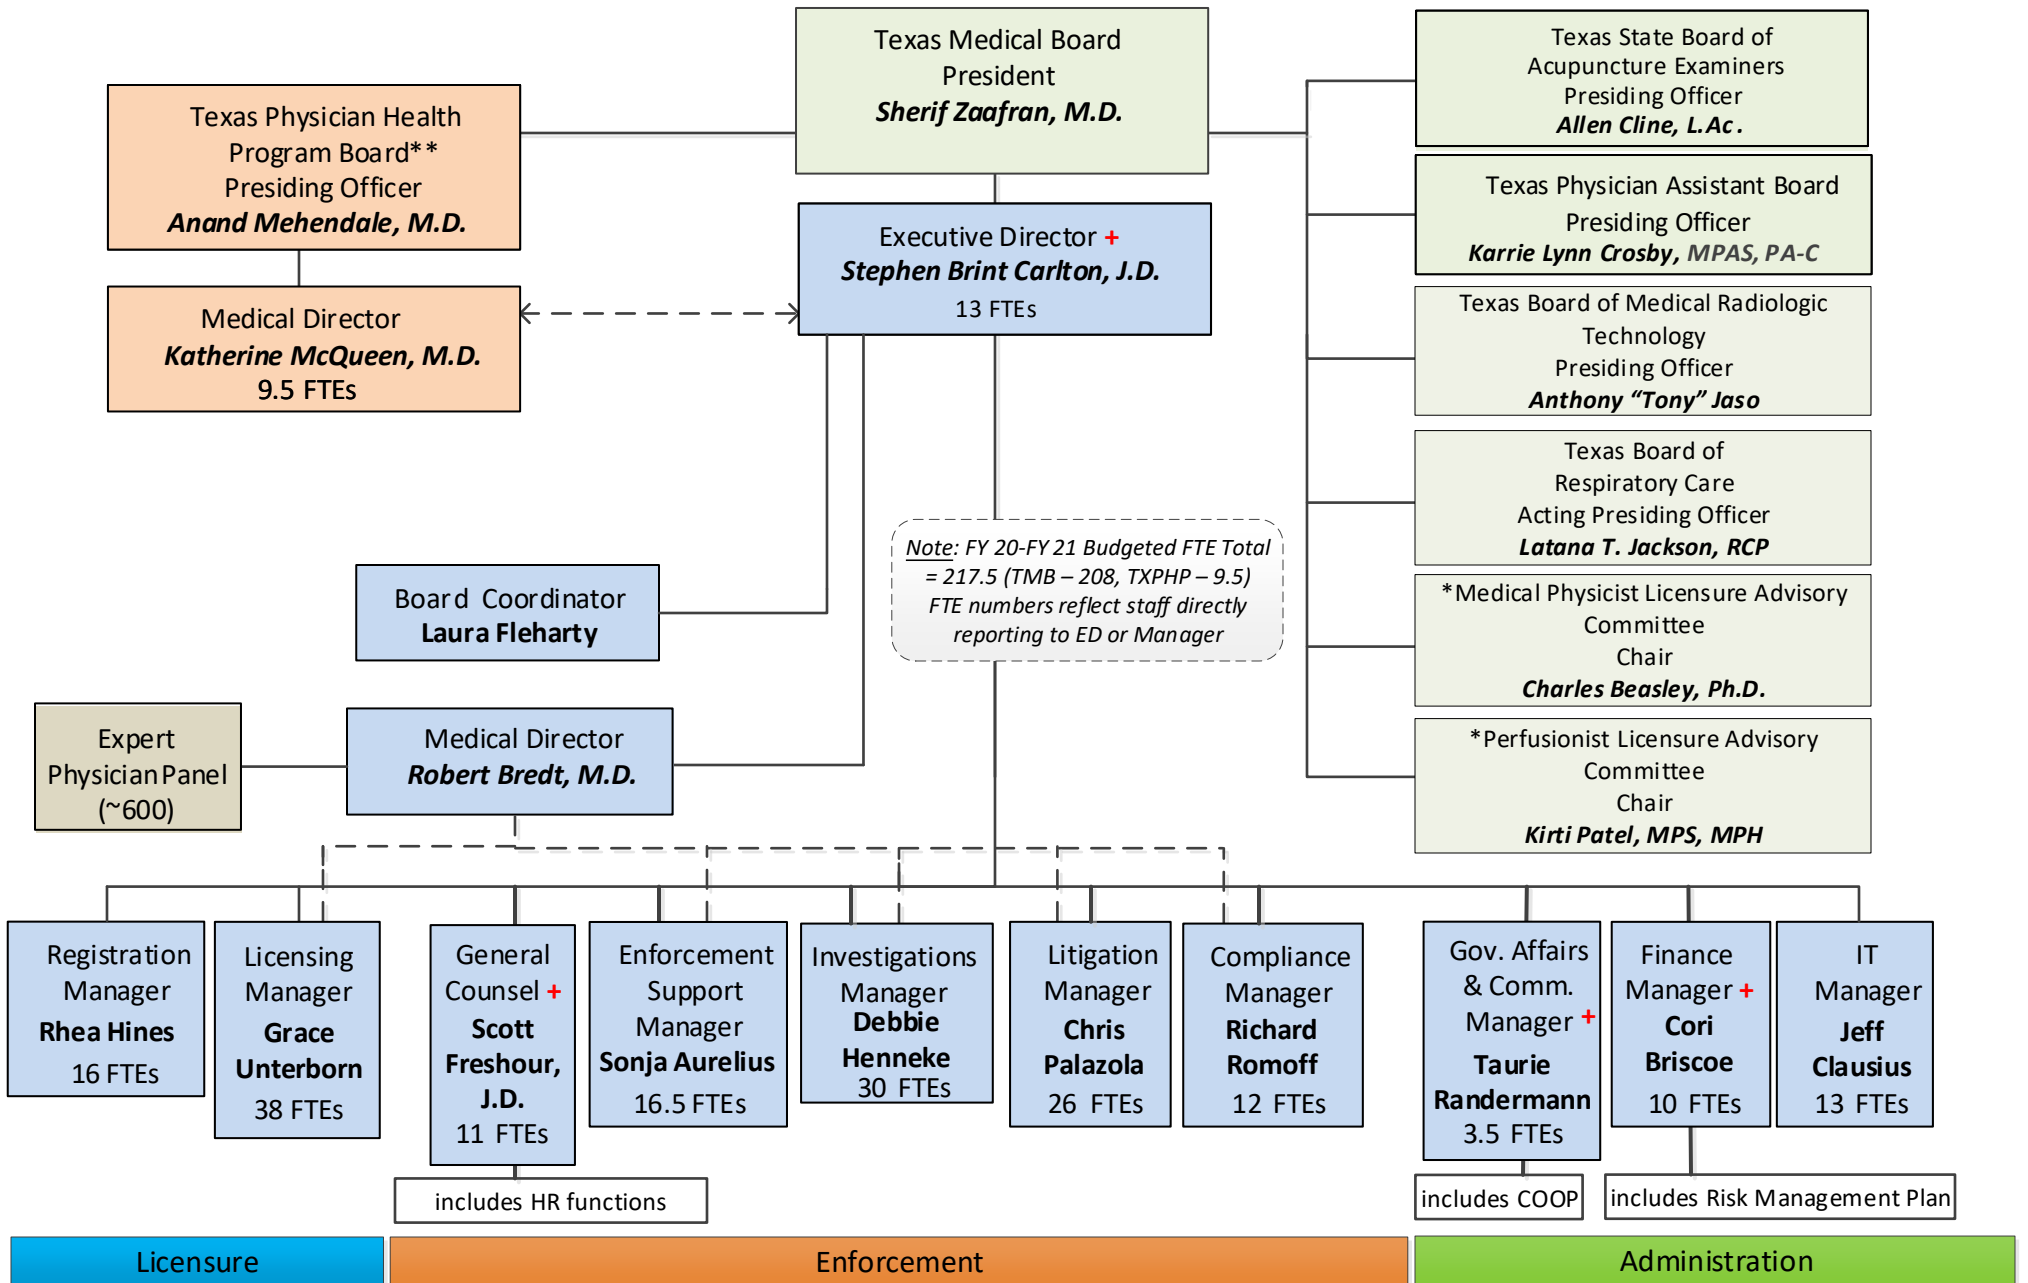 Texas Medical Board
President
Sherif Zaafran, M.D.
Texas Physician Health
Program Board**
Presiding Officer
Anand Mehendale, M.D.
Medical Director
Katherine McQueen, M.D.
9.5 FTEs
Executive Director +
Stephen Brint Carlton, J.D.
13 FTEs
Texas State Board of
Acupuncture Examiners
Presiding Officer
Allen Cline, L.Ac.
Texas Physician Assistant Board
Presiding Officer
Karrie Lynn Crosby, MPAS, PA-C
Texas Board of Medical Radiologic
Technology
Presiding Officer
Anthony “Tony” Jaso
Texas Board of
Respiratory Care
Acting Presiding Officer
Latana T. Jackson, RCP
*Medical Physicist Licensure Advisory
Committee
Chair
Charles Beasley, Ph.D.
*Perfusionist Licensure Advisory
Committee
Chair
Kirti Patel, MPS, MPH
Note: FY 20-FY 21 Budgeted FTE Total
= 217.5 (TMB – 208, TXPHP – 9.5)
FTE numbers reflect staff directly
reporting to ED or Manager
Board Coordinator
Laura Fleharty
Expert
Physician Panel
(~600)
Medical Director
Robert Bredt, M.D.
Registration
Manager
Rhea Hines
16 FTEs
Licensing
Manager
Grace
Unterborn
38 FTEs
General
Counsel +
Scott
Freshour,
J.D.
11 FTEs
includes HR functions
Enforcement
Support
Manager
Sonja Aurelius
16.5 FTEs
Investigations
Manager
Debbie
Henneke
30 FTEs
Litigation
Manager
Chris
Palazola
26 FTEs
Compliance
Manager
Richard
Romoff
12 FTEs
Gov. Affairs
& Comm.
Manager +
Taurie
Randermann
3.5 FTEs
includes COOP
Finance
Manager +
Cori
Briscoe
10 FTEs
includes Risk Management Plan
IT
Manager
Jeff
Clausius
13 FTEs
Licensure
Enforcement
Administration